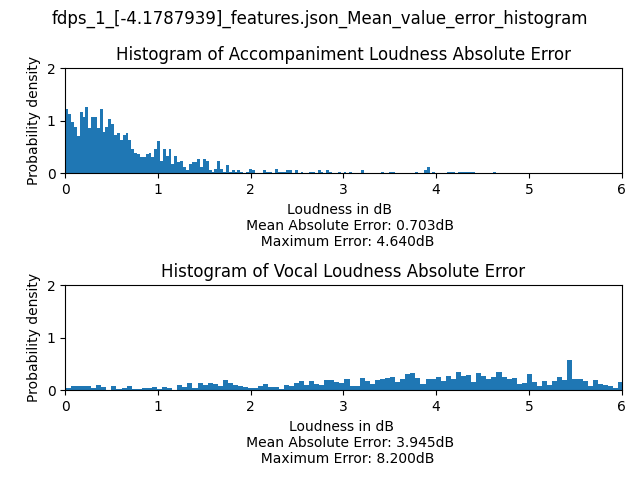 fdps_1_[-4.1787939]_features.json_Mean_value_error_histogram
Histogram of Accompaniment Loudness Absolute Error
Probability density
2
1
0
0 1 2 3 4 5 6
Loudness in dB
Mean Absolute Error: 0.703dB
Maximum Error: 4.640dB
Histogram of Vocal Loudness Absolute Error
Probability density
2
1
0
0 1 2 3 4 5 6
Loudness in dB
Mean Absolute Error: 3.945dB
Maximum Error: 8.200dB